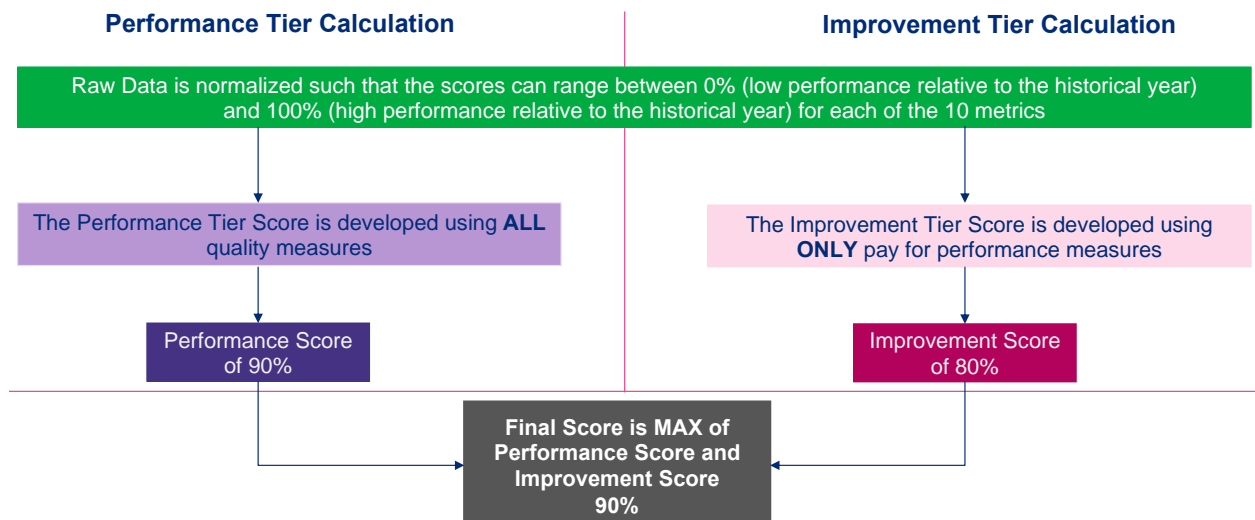 Performance Tier Calculation
Improvement Tier Calculation
Raw Data is normalized such that the scores can range between 0% (low performance relative to the historical year)
and 100% (high performance relative to the historical year) for each of the 10 metrics
The Performance Tier Score is developed using ALL
quality measures
The Improvement Tier Score is developed using
ONLY pay for performance measures
Performance Score
of 90%
Improvement Score
of 80%
Final Score is MAX of
Performance Score and
Improvement Score
90%